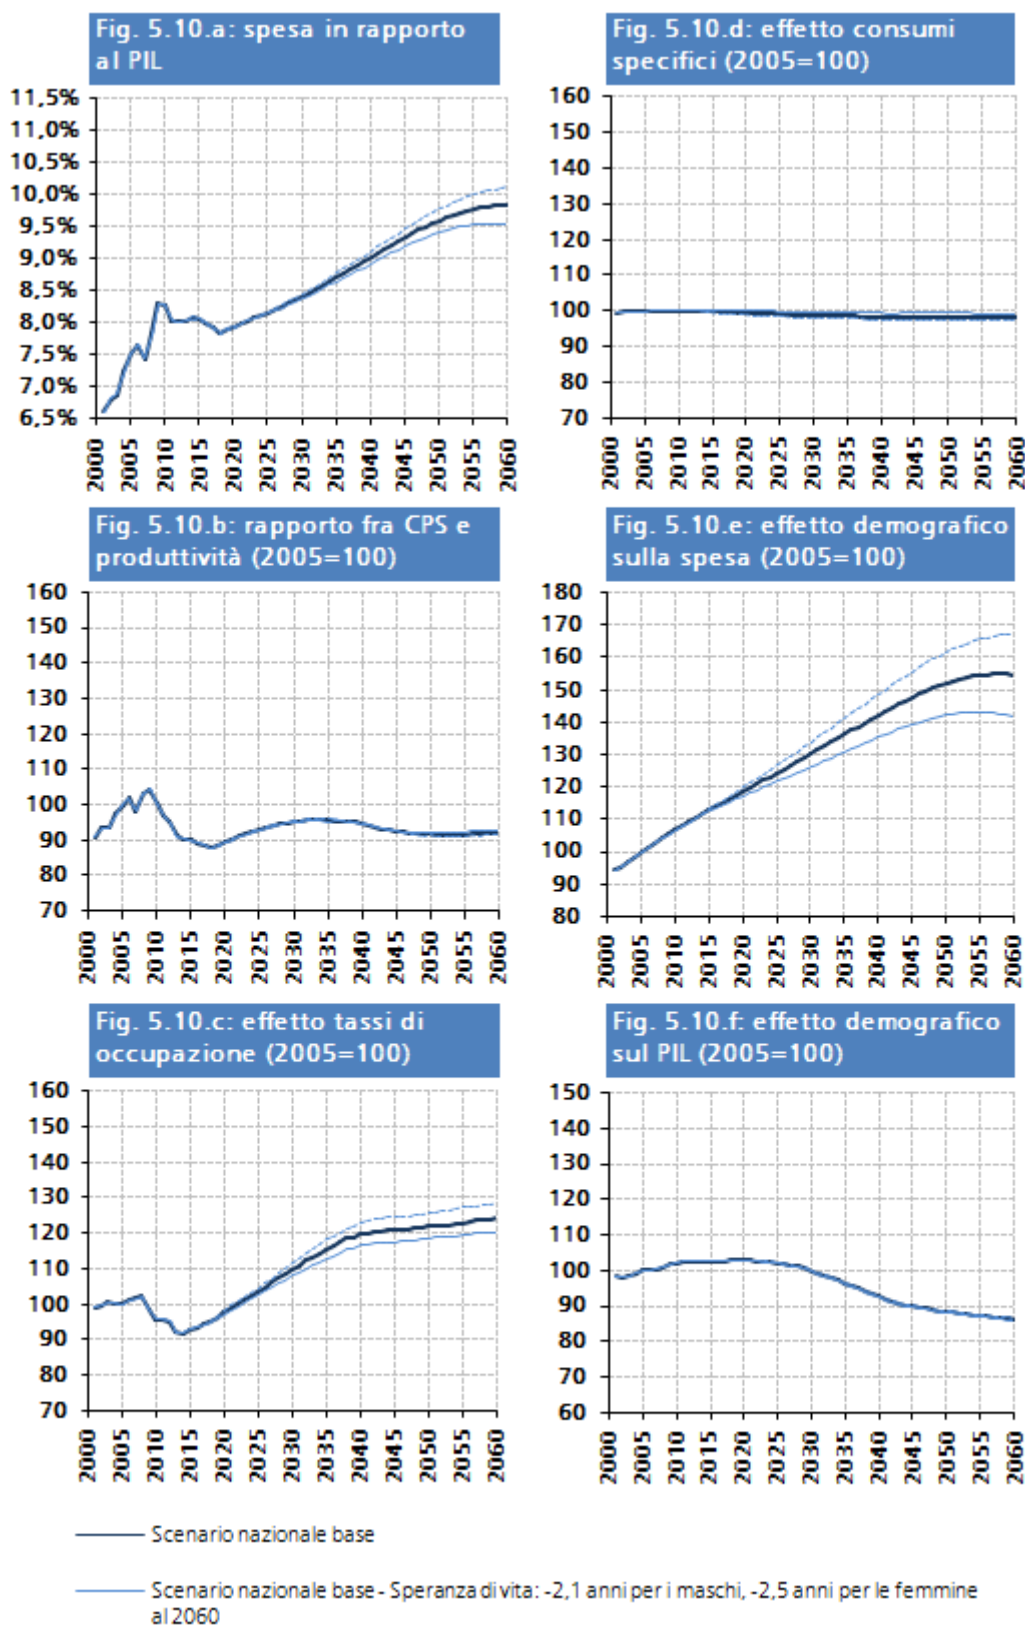 Fig. 5.10.a: spesa in rapporto
al PIL
11,5%
11,0%
10,5%
10,0%
9,5%
9,0%
8,5%
8,0%
7,5%
7,0%
6,5%
2000 2005 2010 2015 2020 2025 2030 2035 2040 2045 2050 2055 2060
Fig. 5.10.d: effetto consumi
specifici (2005=100)
160
150
140
130
120
110
100
90
80
70
2000 2005 2010 2015 2020 2025 2030 2035 2040 2045 2050 2055 2060
Fig. 5.10.b: rapporto fra CPS e
produttività (2005=100)
160
150
140
130
120
110
100
90
80
70
2000 2005 2010 2015 2020 2025 2030 2035 2040 2045 2050 2055 2060
Fig. 5.10.e: effetto demografico
sulla spesa (2005=100)
180
170
160
150
140
130
120
110
100
90
80
2000 2005 2010 2015 2020 2025 2030 2035 2040 2045 2050 2055 2060
Fig. 5.10.c: effetto tassi di
occupazione (2005=100)
160
150
140
130
120
110
100
90
80
70
2000 2005 2010 2015 2020 2025 2030 2035 2040 2045 2050 2055 2060
Fig. 5.10.f: effetto demografico
sul PIL (2005=100)
150
140
130
120
110
100
90
80
70
60
2000 2005 2010 2015 2020 2025 2030 2035 2040 2045 2050 2055 2060
Scenario nazionale base
Scenario nazionale base - Speranza di vita: -2,1 anni per i maschi, -2,5 anni per le femmine
al 2060